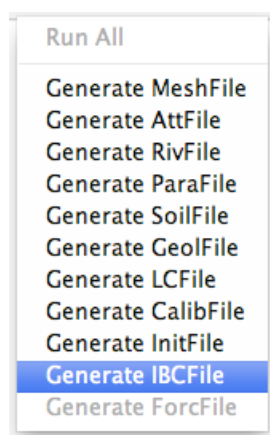 Run All
Generate MeshFile
Generate AttFile
Generate RivFile
Generate ParaFile
Generate SoilFile
Generate GeolFile
Generate LCFile
Generate CalibFile
Generate InitFile
Generate IBCFile
Generate ForcFile